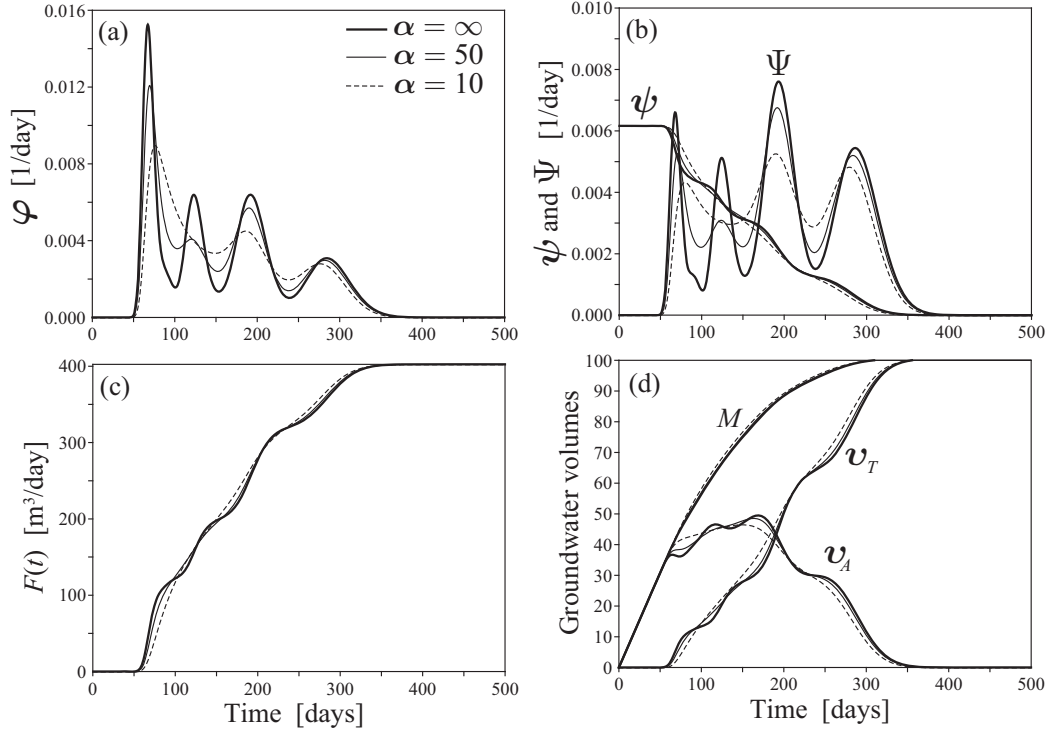 (a)
α = ∞
α = 50
α = 10
φ [1/day]
0.016
0.012
0.008
0.004
0.000
0 100 200 300 400 500
(b)
ψ
Ψ
ψ and Ψ [1/day]
0.010
0.008
0.006
0.004
0.002
0.000
0 100 200 300 400 500
(c)
F(t) [m³/day]
400
300
200
100
0
0 100 200 300 400 500
Time [days]
(d)
M
υT
υA
Groundwater volumes
100
90
80
70
60
50
40
30
20
10
0
0 100 200 300 400 500
Time [days]